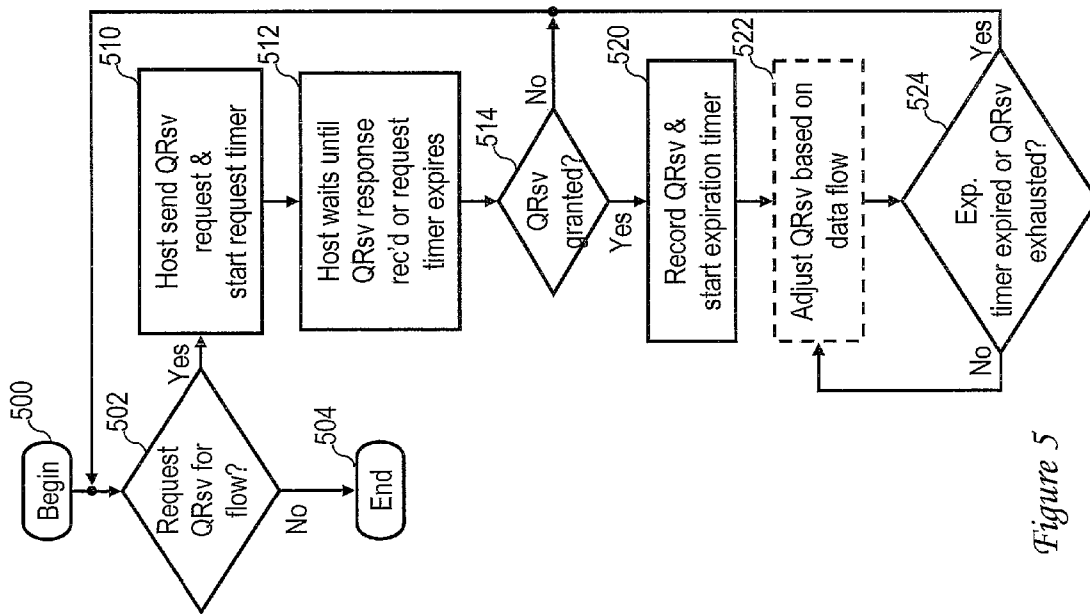 500
Begin
502
Request
QRsv for
flow?
Yes
No
504
End
510
Host send QRsv
request &
start request timer
512
Host waits until
QRsv response
rec'd or request
timer expires
514
QRsv
granted?
No
Yes
520
Record QRsv &
start expiration timer
522
Adjust QRsv based on
data flow
524
Exp.
timer expired or QRsv
exhausted?
No
Yes
Figure 5